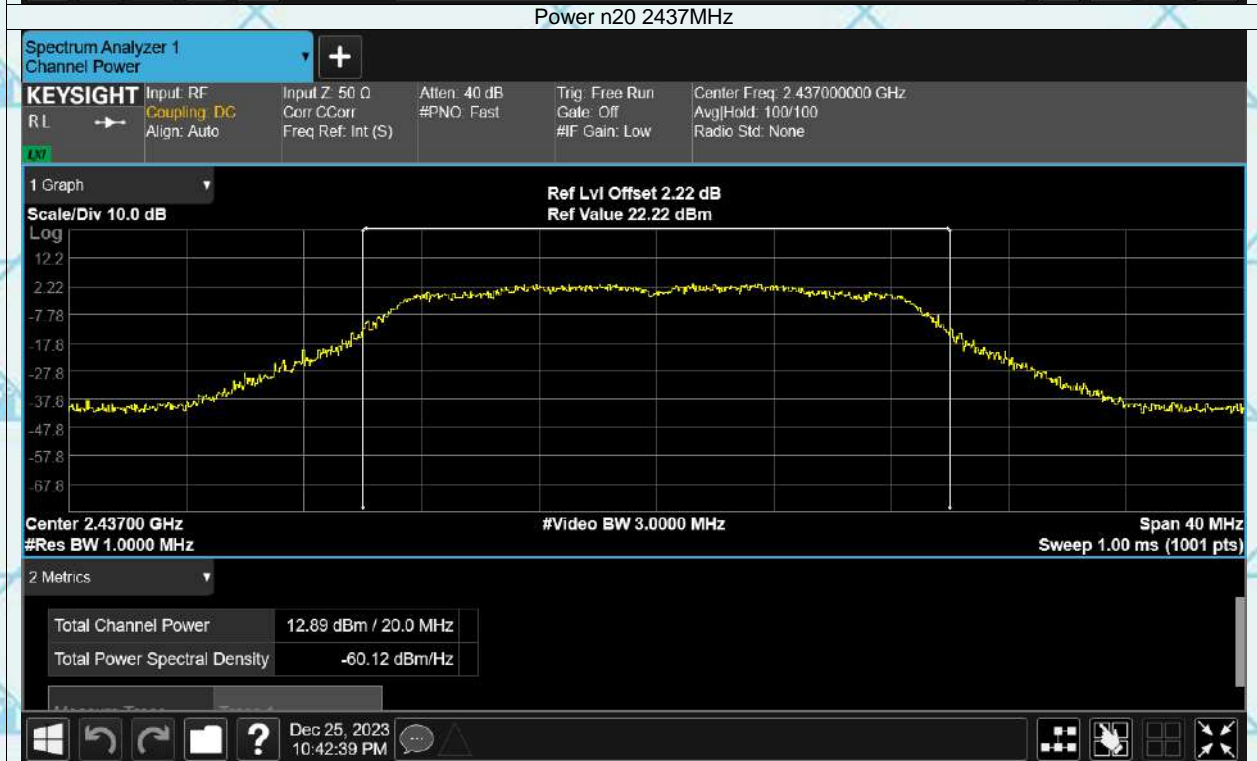 Power n20 2437MHz
Spectrum Analyzer 1
Channel Power
+
KEYSIGHT Input: RF Input Z: 50 Ω Atten: 40 dB Trig: Free Run Center Freq: 2.437000000 GHz
Coupling: DC Corr CCorr #PNO: Fast Gate: Off Avg|Hold: 100/100
RL Align: Auto Freq Ref: Int (S) #IF Gain: Low Radio Std: None
LXI
1 Graph
Ref Lvl Offset 2.22 dB
Scale/Div 10.0 dB Ref Value 22.22 dBm
Log
12.2
2.22
-7.78
-17.8
-27.8
-37.8
-47.8
-57.8
-67.8
Center 2.43700 GHz #Video BW 3.0000 MHz Span 40 MHz
#Res BW 1.0000 MHz Sweep 1.00 ms (1001 pts)
2 Metrics
Total Channel Power 12.89 dBm / 20.0 MHz
Total Power Spectral Density -60.12 dBm/Hz
?
Dec 25, 2023
10:42:39 PM